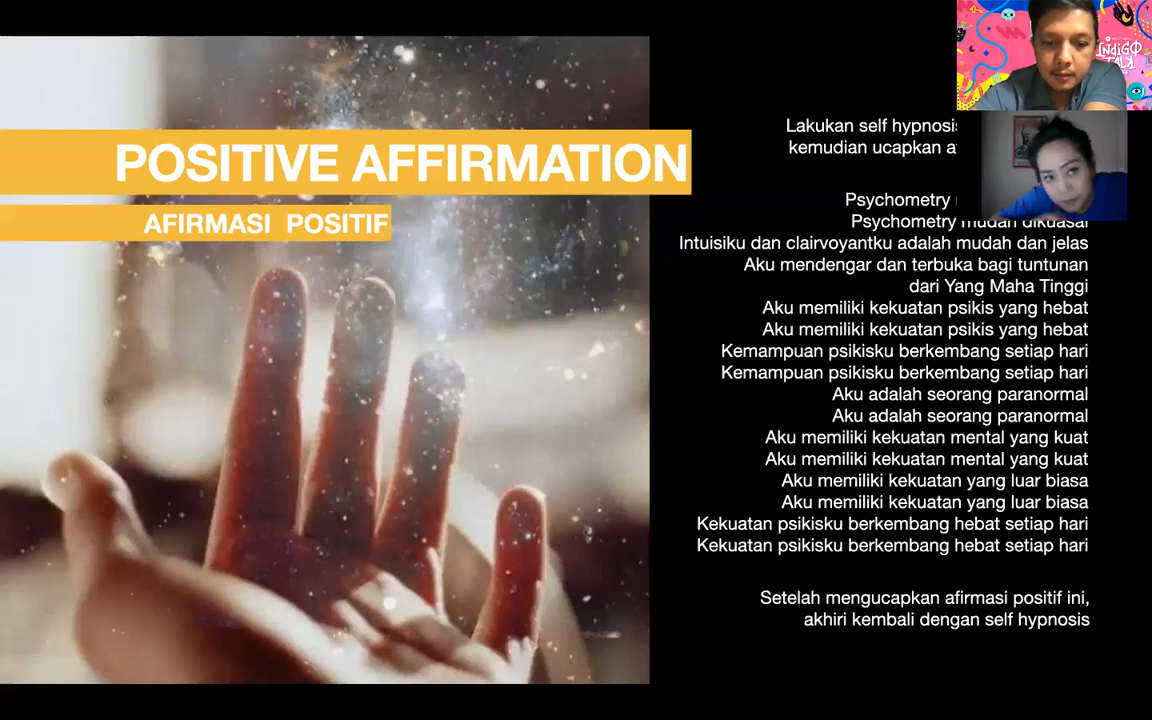 POSITIVE AFFIRMATION
AFIRMASI POSITIF
INDIGO
TALK
Lakukan self hypnosis
kemudian ucapkan
Psychometry
Psychometry mudah dikuasai
Intuisiku dan clairvoyantku adalah mudah dan jelas
Aku mendengar dan terbuka bagi tuntunan
dari Yang Maha Tinggi
Aku memiliki kekuatan psikis yang hebat
Aku memiliki kekuatan psikis yang hebat
Kemampuan psikisku berkembang setiap hari
Kemampuan psikisku berkembang setiap hari
Aku adalah seorang paranormal
Aku adalah seorang paranormal
Aku memiliki kekuatan mental yang kuat
Aku memiliki kekuatan mental yang kuat
Aku memiliki kekuatan yang luar biasa
Aku memiliki kekuatan yang luar biasa
Kekuatan psikisku berkembang hebat setiap hari
Kekuatan psikisku berkembang hebat setiap hari
Setelah mengucapkan afirmasi positif ini,
akhiri kembali dengan self hypnosis